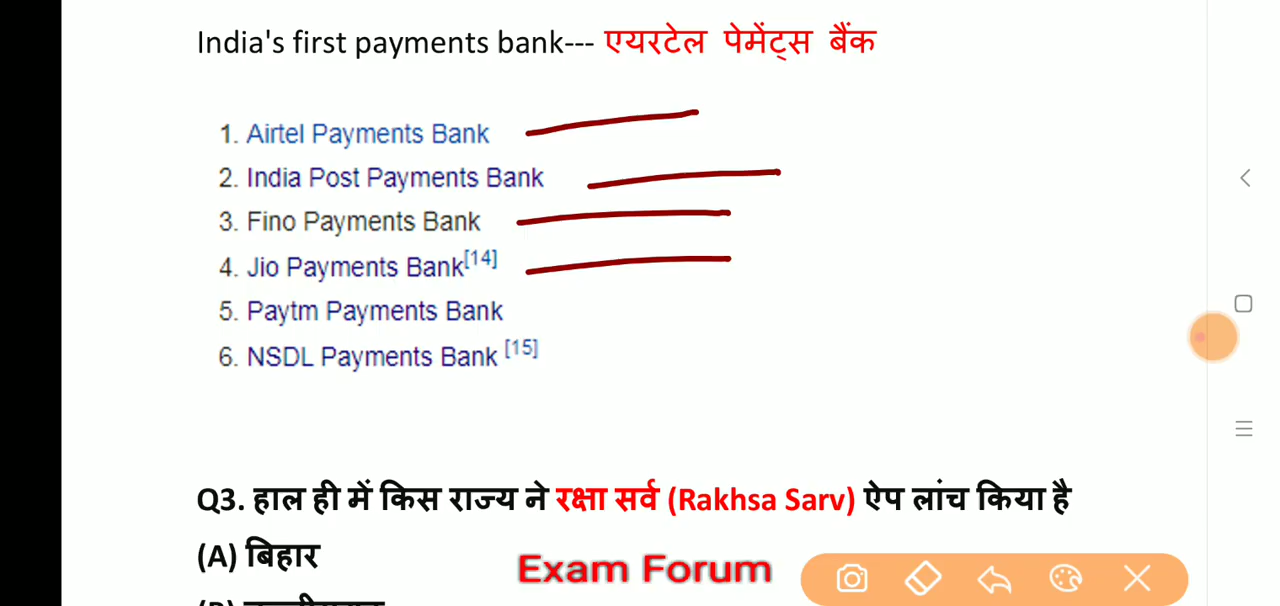 India's first payments bank--- एयरटेल पेमेंट्स बैंक
1. Airtel Payments Bank
2. India Post Payments Bank
3. Fino Payments Bank
4. Jio Payments Bank[14]
5. Paytm Payments Bank
6. NSDL Payments Bank [15]
Q3. हाल ही में किस राज्य ने रक्षा सर्व (Rakhsa Sarv) ऐप लांच किया है
(A) बिहार
Exam Forum